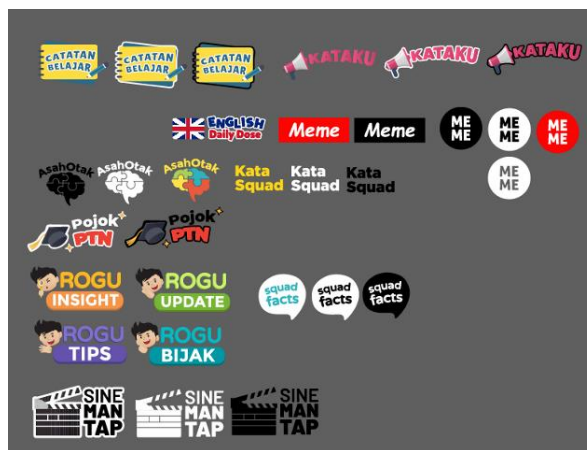 CATATAN
BELAJAR
CATATAN
BELAJAR
CATATAN
BELAJAR
KATAKU
KATAKU
KATAKU
ENGLISH
Daily Dose
Meme
Meme
ME
ME
ME
ME
ME
ME
AsahOtak
AsahOtak
AsahOtak
Kata
Squad
Kata
Squad
Kata
Squad
ME
ME
Pojok
PTN
Pojok
PTN
ROGU
INSIGHT
ROGU
UPDATE
squad
facts
squad
facts
squad
facts
ROGU
TIPS
ROGU
BIJAK
SINE
MAN
TAP
SINE
MAN
TAP
SINE
MAN
TAP